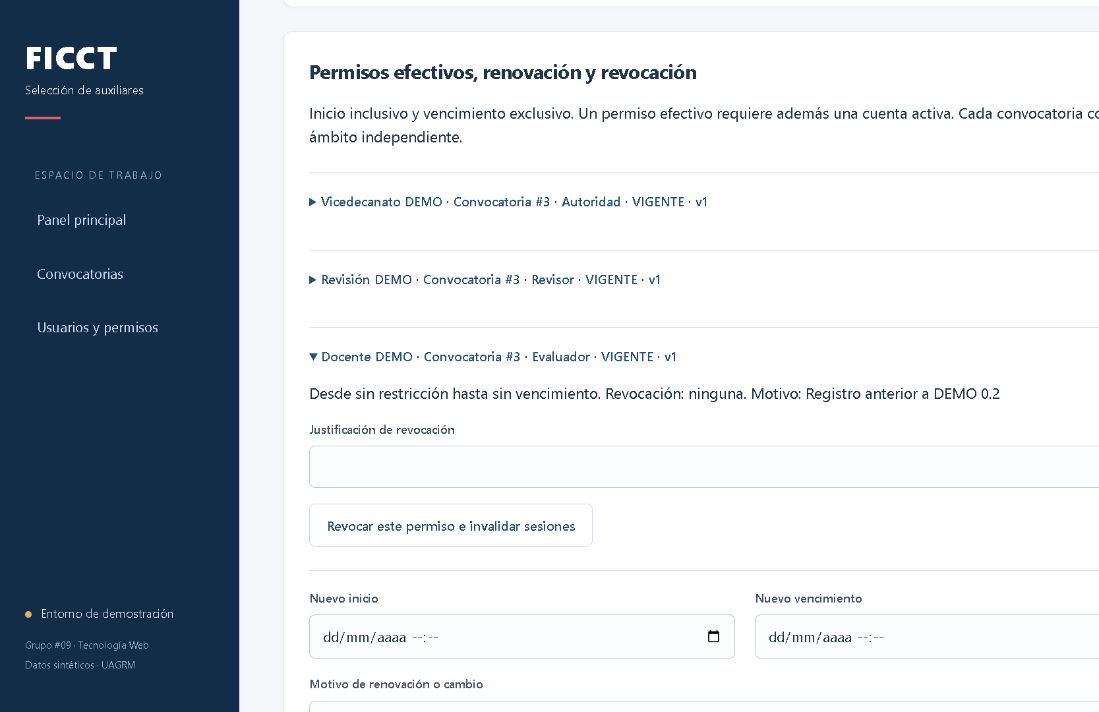 FICCT
Selección de auxiliares
ESPACIO DE TRABAJO
Panel principal
Convocatorias
Usuarios y permisos
Entorno de demostración
Grupo #09 · Tecnología Web
Datos sintéticos · UAGRM
Permisos efectivos, renovación y revocación
Inicio inclusivo y vencimiento exclusivo. Un permiso efectivo requiere además una cuenta activa. Cada convocatoria
ámbito independiente.
▶ Vicedecanato DEMO · Convocatoria #3 · Autoridad · VIGENTE · v1
▶ Revisión DEMO · Convocatoria #3 · Revisor · VIGENTE · v1
▼ Docente DEMO · Convocatoria #3 · Evaluador · VIGENTE · v1
Desde sin restricción hasta sin vencimiento. Revocación: ninguna. Motivo: Registro anterior a DEMO 0.2
Justificación de revocación
Revocar este permiso e invalidar sesiones
Nuevo inicio
Nuevo vencimiento
dd/mm/aaaa --:--
dd/mm/aaaa --:--
Motivo de renovación o cambio